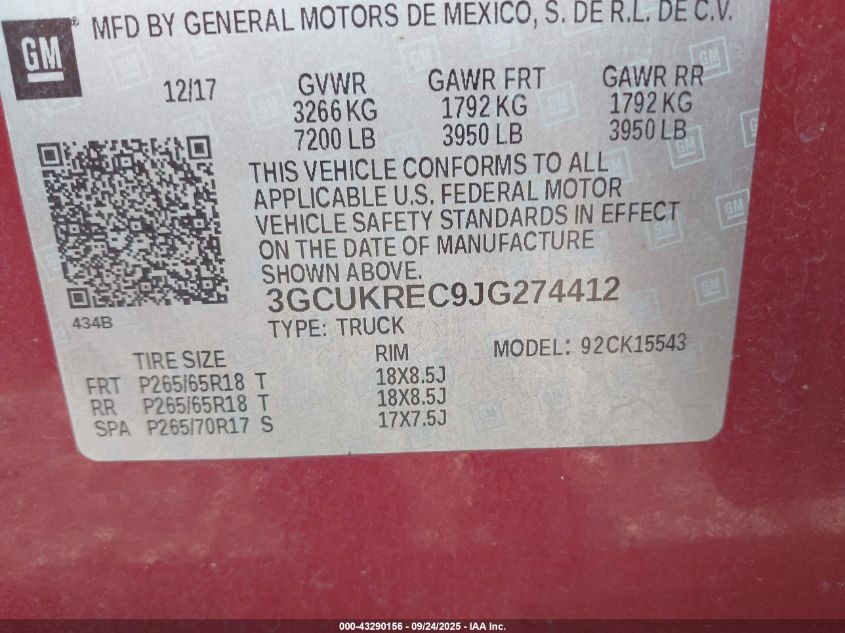 MFD BY GENERAL MOTORS DE MEXICO, S. DE R.L. DE C.V.
GM
12/17
GVWR GAWR FRT GAWR RR
3266 KG 1792 KG 1792 KG
7200 LB 3950 LB 3950 LB
THIS VEHICLE CONFORMS TO ALL
APPLICABLE U.S. FEDERAL MOTOR
VEHICLE SAFETY STANDARDS IN EFFECT
ON THE DATE OF MANUFACTURE
SHOWN ABOVE.
3GCUKREC9JG274412
434B
TYPE: TRUCK
MODEL: 92CK15543
TIRE SIZE RIM
FRT P265/65R18 T 18X8.5J
RR P265/65R18 T 18X8.5J
SPA P265/70R17 S 17X7.5J
000-43290156 - 09/24/2025 - IAA Inc.